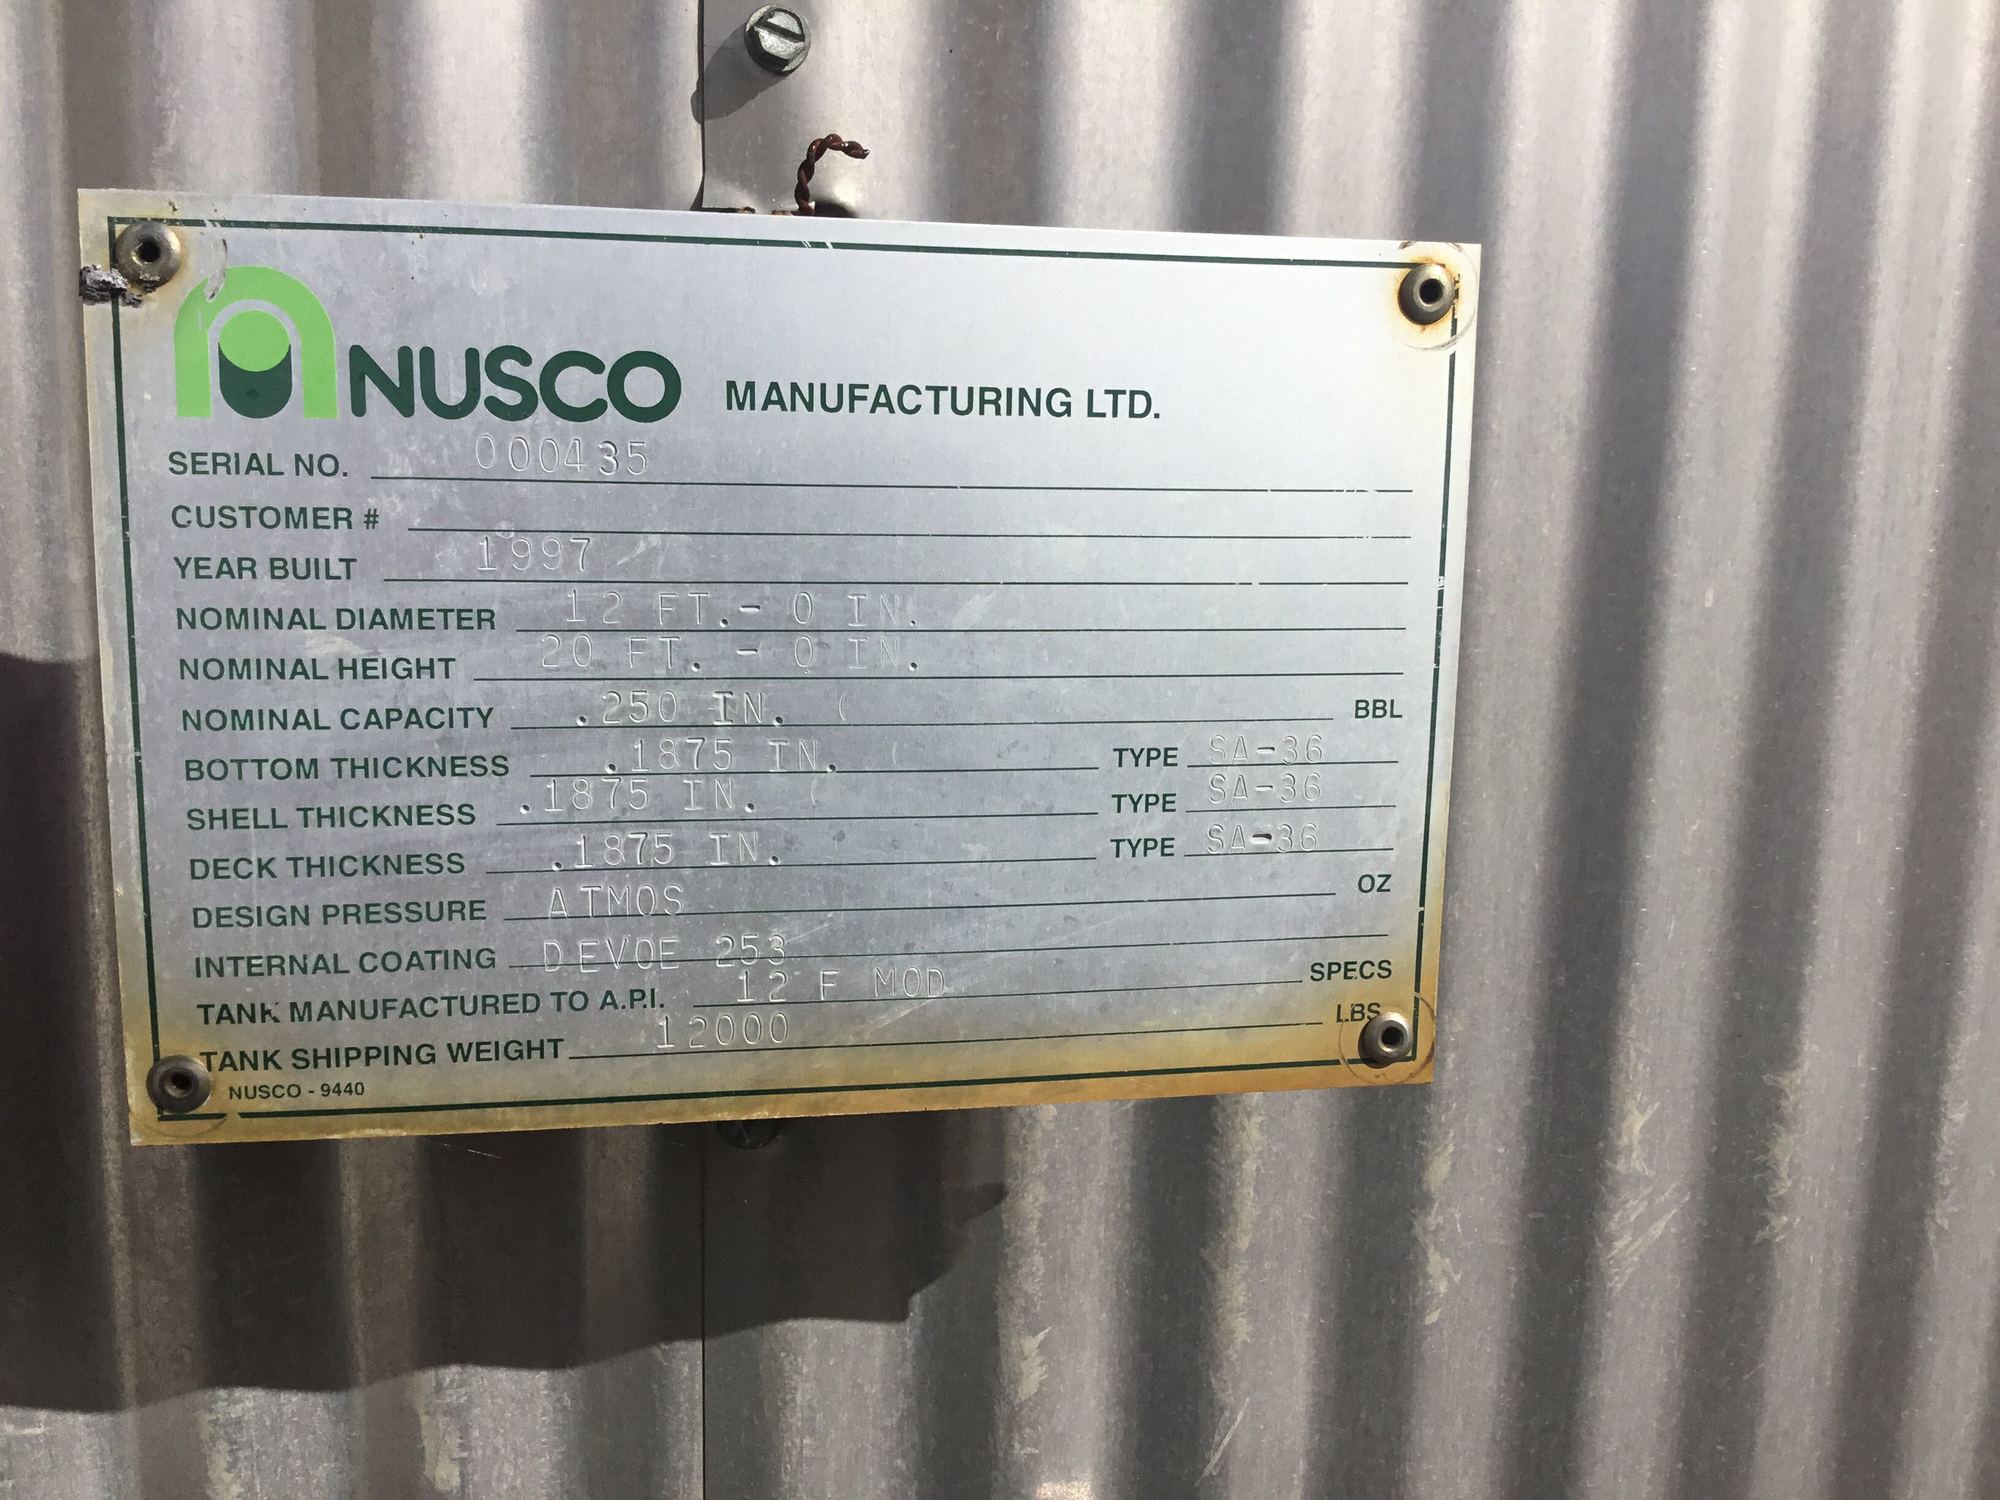 NUSCO MANUFACTURING LTD.
SERIAL NO. 000435
CUSTOMER #
YEAR BUILT 1997
NOMINAL DIAMETER 12 FT.- 0 IN.
NOMINAL HEIGHT 20 FT. - 0 IN.
NOMINAL CAPACITY .250 IN. ( BBL
BOTTOM THICKNESS .1875 IN. ( TYPE SA-36
SHELL THICKNESS .1875 IN. ( TYPE SA-36
DECK THICKNESS .1875 IN. TYPE SA-36
DESIGN PRESSURE ATMOS OZ
INTERNAL COATING DEVOE 253
TANK MANUFACTURED TO A.P.I. 12 F MOD SPECS
TANK SHIPPING WEIGHT 12000 LBS
NUSCO - 9440